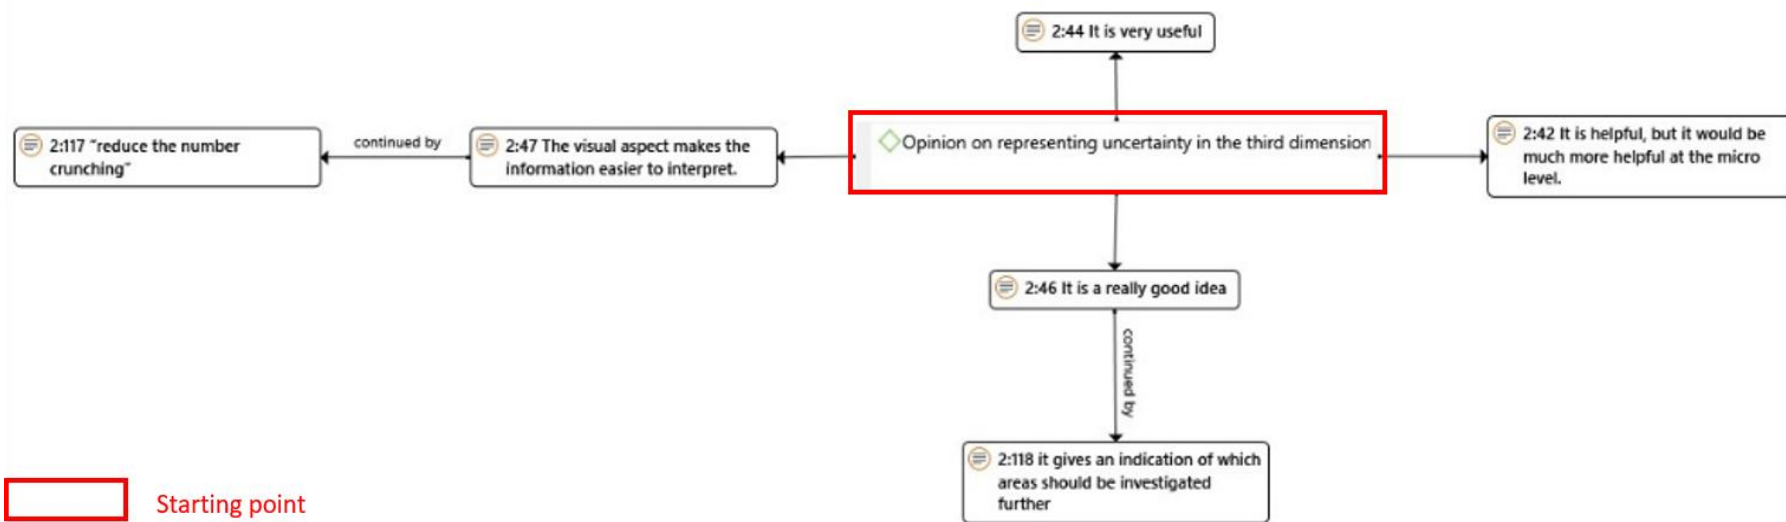 2:44 It is very useful
2:117 “reduce the number
crunching”
continued by
2:47 The visual aspect makes the
information easier to interpret.
Opinion on representing uncertainty in the third dimension
2:42 It is helpful, but it would be
much more helpful at the micro
level.
2:46 It is a really good idea
continued by
2:118 it gives an indication of which
areas should be investigated
further
Starting point